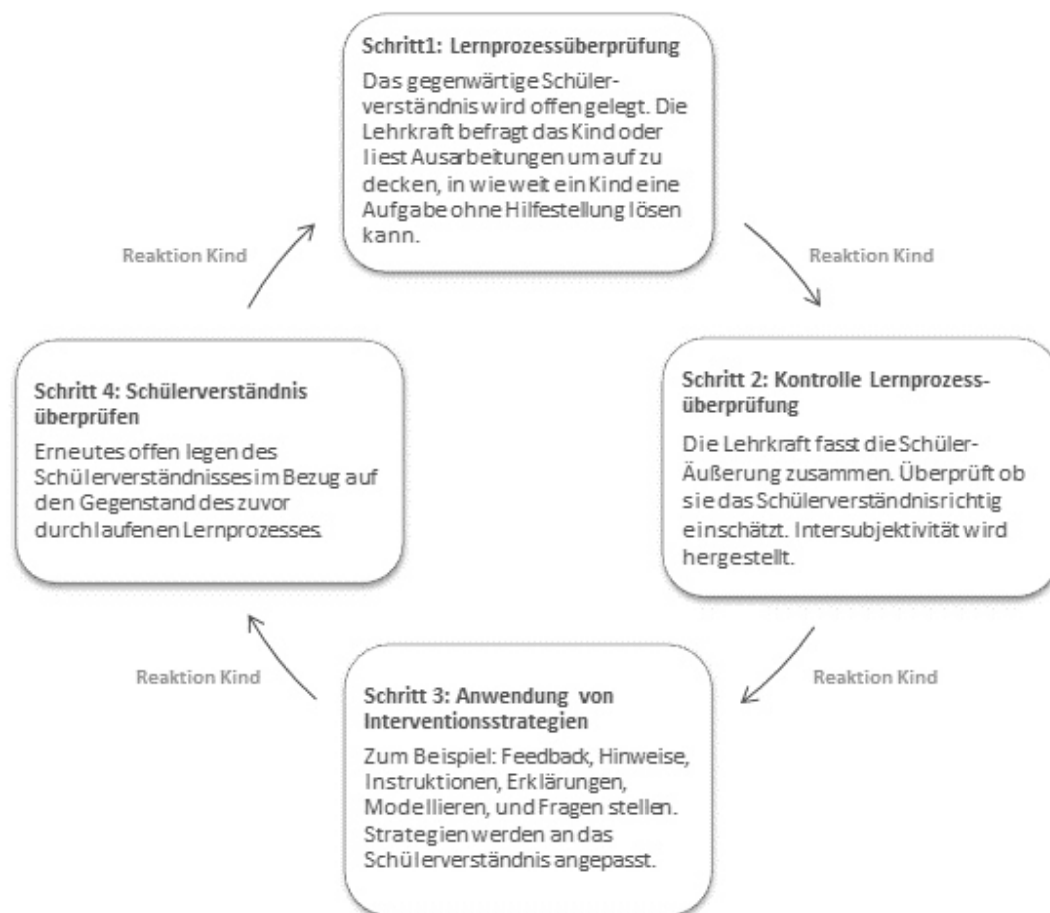 Schritt1: Lernprozessüberprüfung
Das gegenwärtige Schüler-
verständnis wird offen gelegt. Die
Lehrkraft befragt das Kind oder
liest Ausarbeitungen um auf zu
decken, in wie weit ein Kind eine
Aufgabe ohne Hilfestellung lösen
kann.
Reaktion Kind
Reaktion Kind
Schritt 2: Kontrolle Lernprozess-
überprüfung
Die Lehrkraft fasst die Schüler-
Äußerung zusammen. Überprüft ob
sie das Schülerverständnis richtig
einschätzt. Intersubjektivität wird
hergestellt.
Schritt 4: Schülerverständnis
überprüfen
Erneutes offen legen des
Schülerverständnisses im Bezug auf
den Gegenstand des zuvor
durchlaufenen Lernprozesses.
Reaktion Kind
Reaktion Kind
Schritt 3: Anwendung von
Interventionsstrategien
Zum Beispiel: Feedback, Hinweise,
Instruktionen, Erklärungen,
Modellieren, und Fragen stellen.
Strategien werden an das
Schülerverständnis angepasst.